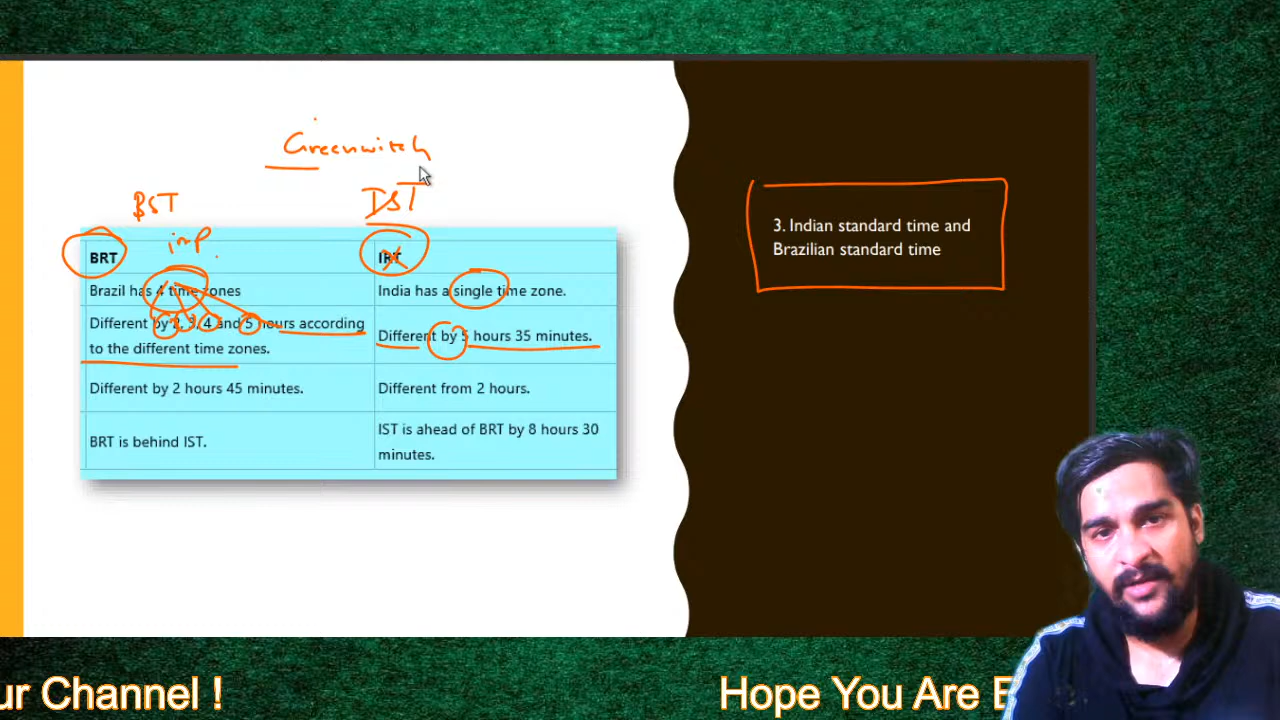 Greenwitch
BST
IST
imp.
BRT
IRT
Brazil has 4 time zones
India has a single time zone.
Different by 2, 3, 4 and 5 hours according
to the different time zones.
Different by 5 hours 35 minutes.
Different by 2 hours 45 minutes.
Different from 2 hours.
BRT is behind IST.
IST is ahead of BRT by 8 hours 30
minutes.
3. Indian standard time and
Brazilian standard time
ur Channel !
Hope You Are E